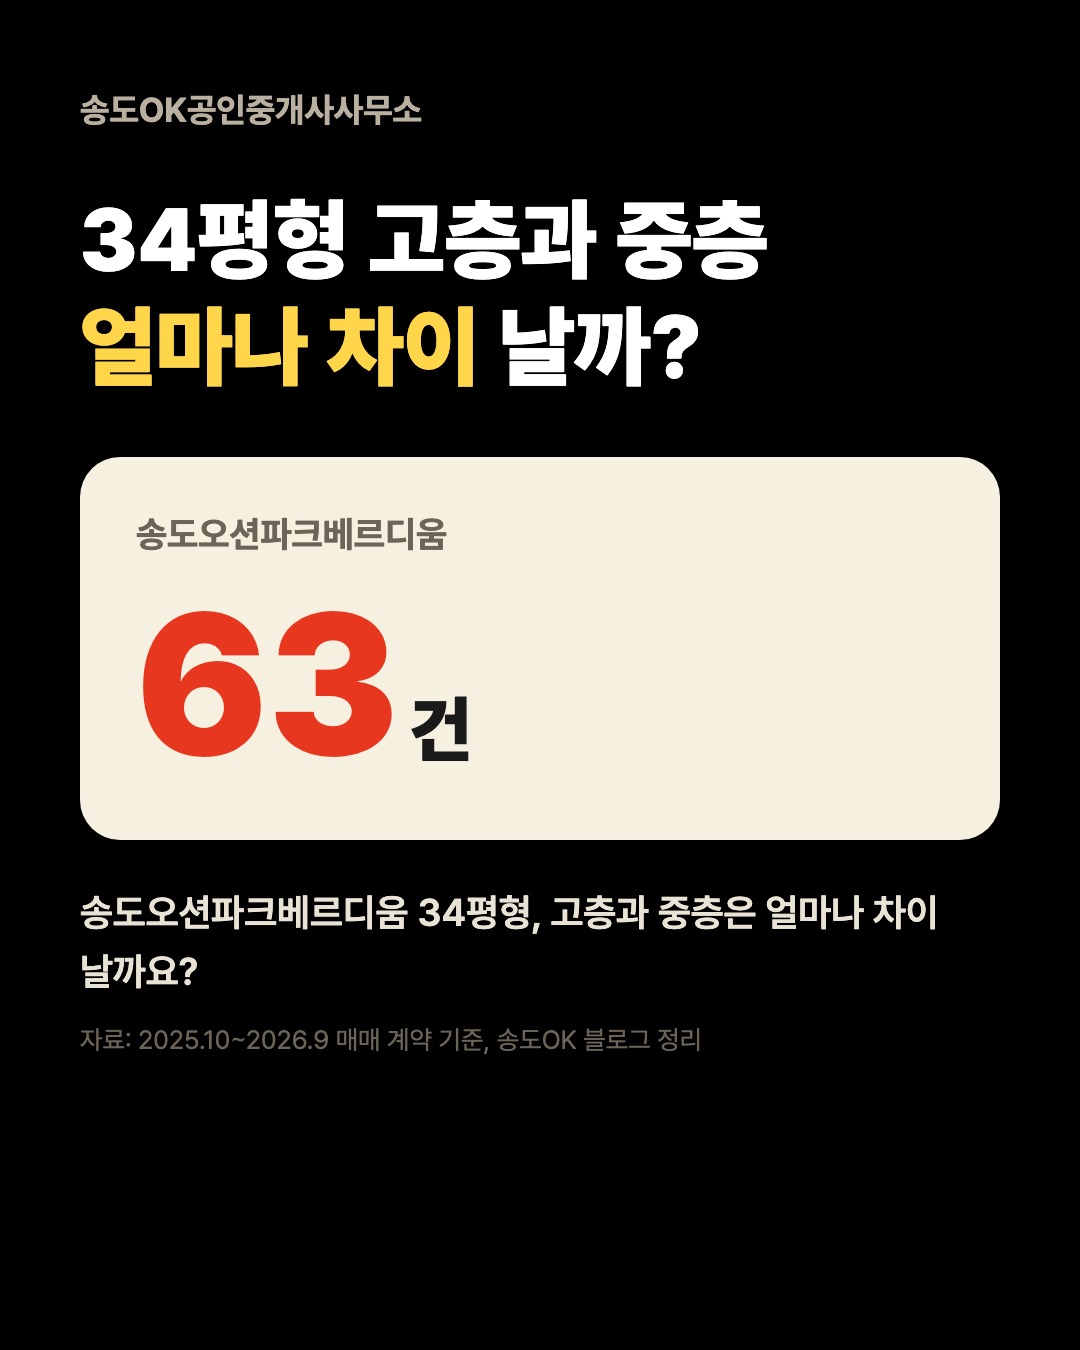 송도OK공인중개사사무소
34평형 고층과 중층
얼마나 차이 날까?
송도오션파크베르디움
63건
송도오션파크베르디움 34평형, 고층과 중층은 얼마나 차이
날까요?
자료: 2025.10~2026.9 매매 계약 기준, 송도OK 블로그 정리